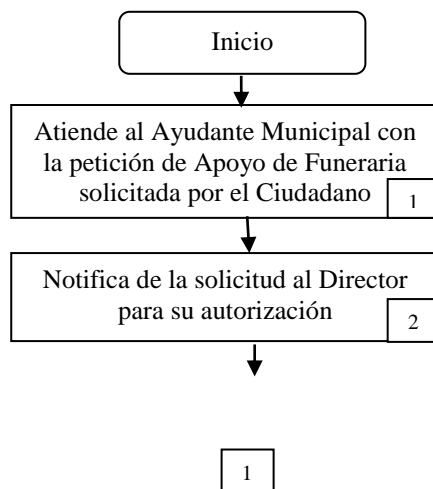 Inicio
Atiende al Ayudante Municipal con
la petición de Apoyo de Funeraria
solicitada por el Ciudadano
1
Notifica de la solicitud al Director
para su autorización
2
1